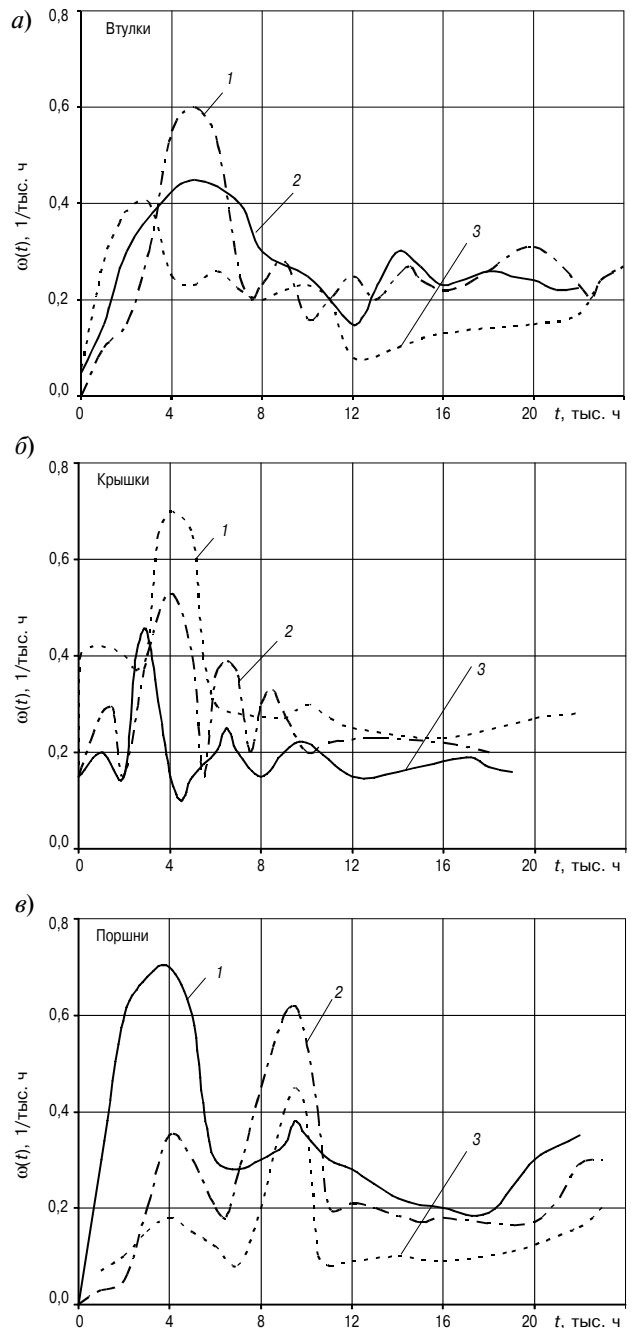 а)
Втулки
ω(t), 1/тыс. ч
0,8
0,6
0,4
0,2
0,0
1
2
3
0 4 8 12 16 20 t, тыс. ч
б)
Крышки
ω(t), 1/тыс. ч
0,8
0,6
0,4
0,2
0,0
1
2
3
0 4 8 12 16 20 t, тыс. ч
в)
Поршни
ω(t), 1/тыс. ч
0,8
0,6
0,4
0,2
0,0
1
2
3
0 4 8 12 16 20 t, тыс. ч